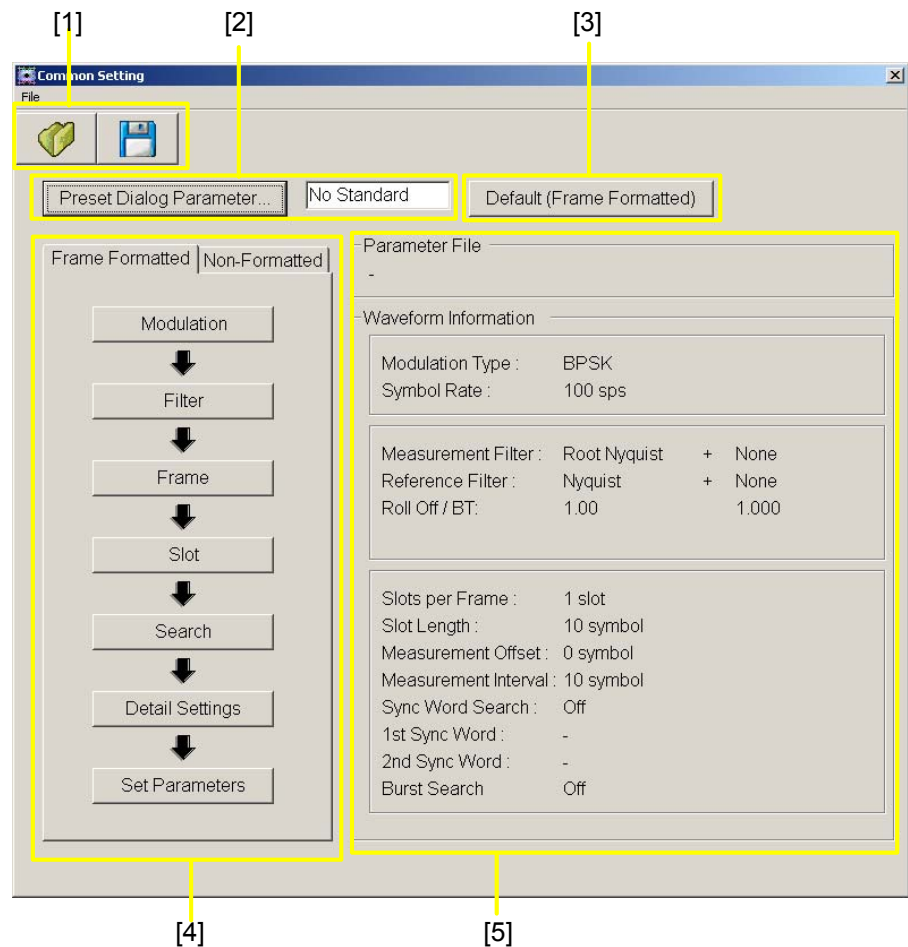 [1] [2] [3]
Common Setting
File
Preset Dialog Parameter... No Standard Default (Frame Formatted)
Frame Formatted Non-Formatted
Modulation
Filter
Frame
Slot
Search
Detail Settings
Set Parameters
Parameter File
-
Waveform Information
Modulation Type : BPSK
Symbol Rate : 100 sps
Measurement Filter : Root Nyquist + None
Reference Filter : Nyquist + None
Roll Off / BT: 1.00 1.000
Slots per Frame : 1 slot
Slot Length : 10 symbol
Measurement Offset : 0 symbol
Measurement Interval : 10 symbol
Sync Word Search : Off
1st Sync Word : -
2nd Sync Word : -
Burst Search Off
[4] [5]